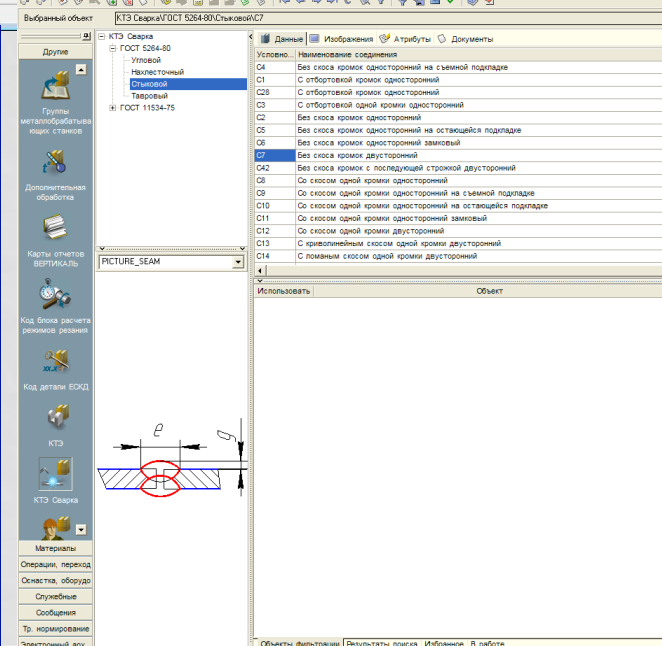 Выбранный объект
КТЭ Сварка\ГОСТ 5264-80\Стыковой\С7
Другие
Группы
металлобрабатыва
ющих станков
Дополнительная
обработка
Карты отчетов
ВЕРТИКАЛЬ
Код блока расчета
режимов резания
XX.X
Код детали ЕСКД
КТЭ
КТЭ Сварка
Материалы
Операции, переход
Оснастка, оборудо
Служебные
Сообщения
Тр. нормирование
КТЭ Сварка
ГОСТ 5264-80
Угловой
Нахлесточный
Стыковой
Тавровый
ГОСТ 11534-75
PICTURE_SEAM
e
g
Данные Изображения Атрибуты Документы
Условно... Наименование соединения
С4 Без скоса кромок односторонний на съемной подкладке
С1 С отбортовкой кромок односторонний
С28 С отбортовкой кромок односторонний
С3 С отбортовкой одной кромки односторонний
С2 Без скоса кромок односторонний
С5 Без скоса кромок односторонний на остающейся подкладке
С6 Без скоса кромок односторонний замковый
С7 Без скоса кромок двусторонний
С42 Без скоса кромок с последующей строжкой двусторонний
С8 Со скосом одной кромки односторонний
С9 Со скосом одной кромки односторонний на съемной подкладке
С10 Со скосом одной кромки односторонний на остающейся подкладке
С11 Со скосом одной кромки односторонний замковый
С12 Со скосом одной кромки двусторонний
С13 С криволинейным скосом одной кромки двусторонний
С14 С ломаным скосом одной кромки двусторонний
Использовать Объект
Объекты фильтрации Результаты поиска Избранное В работе